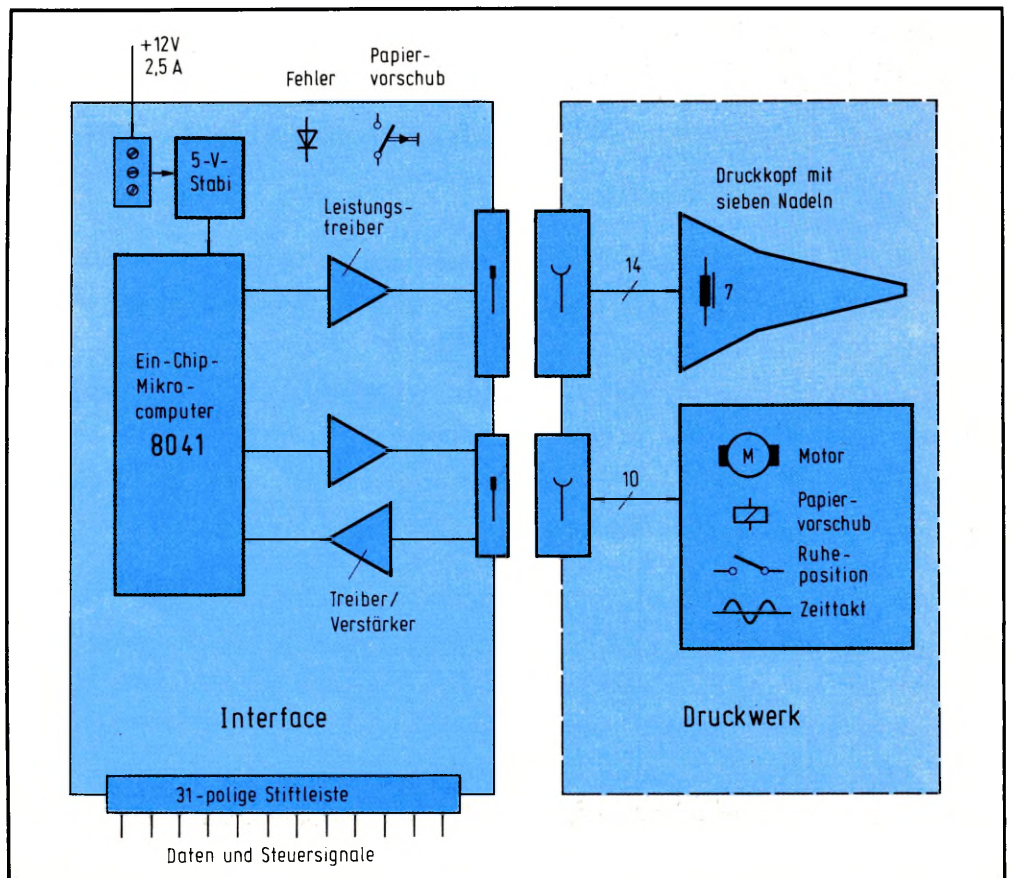 +12V
2,5 A
Fehler
Papier-
vorschub
5-V-
Stabi
Leistungs-
treiber
Druckkopf mit
sieben Nadeln
14
7
Ein-Chip-
Mikro-
computer
8041
10
M
Motor
Papier-
vorschub
Ruhe-
position
Zeittakt
Treiber/
Verstärker
Interface
Druckwerk
31-polige Stiftleiste
Daten und Steuersignale